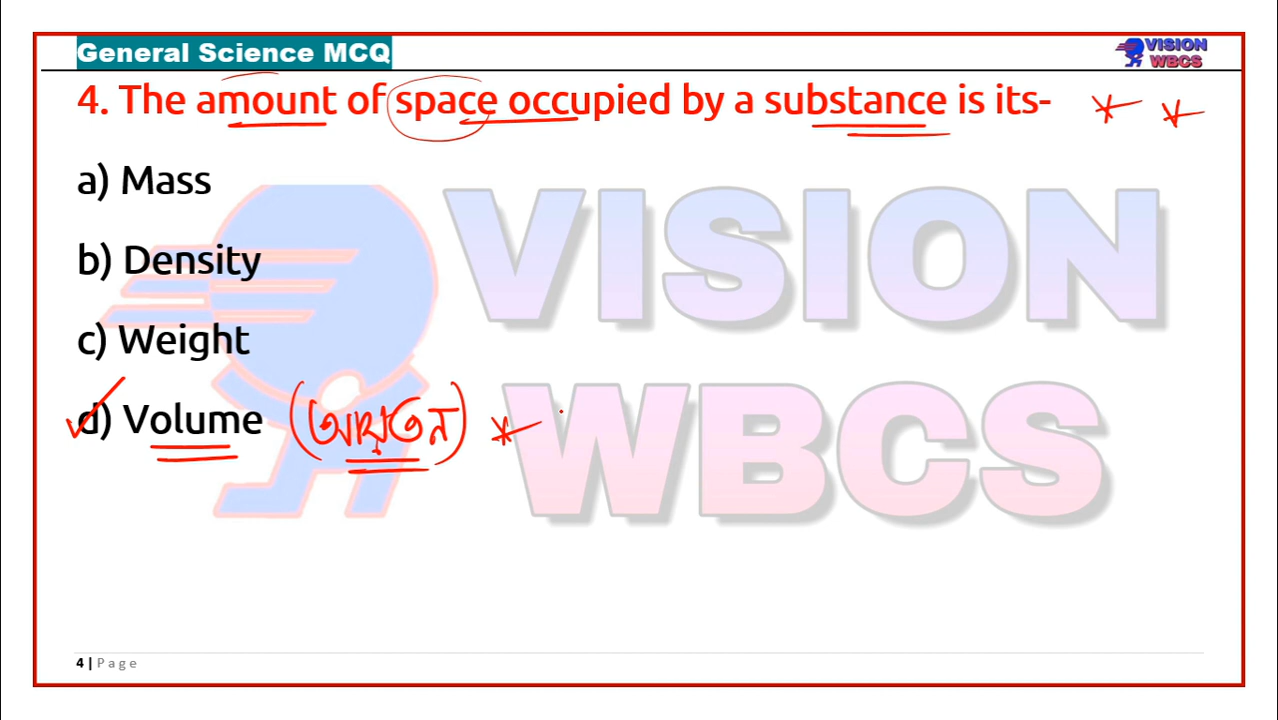 General Science MCQ
VISION
WBCS
4. The amount of space occupied by a substance is its-
a) Mass
b) Density
c) Weight
d) Volume (আয়তন)
VISION
WBCS
4 | Page